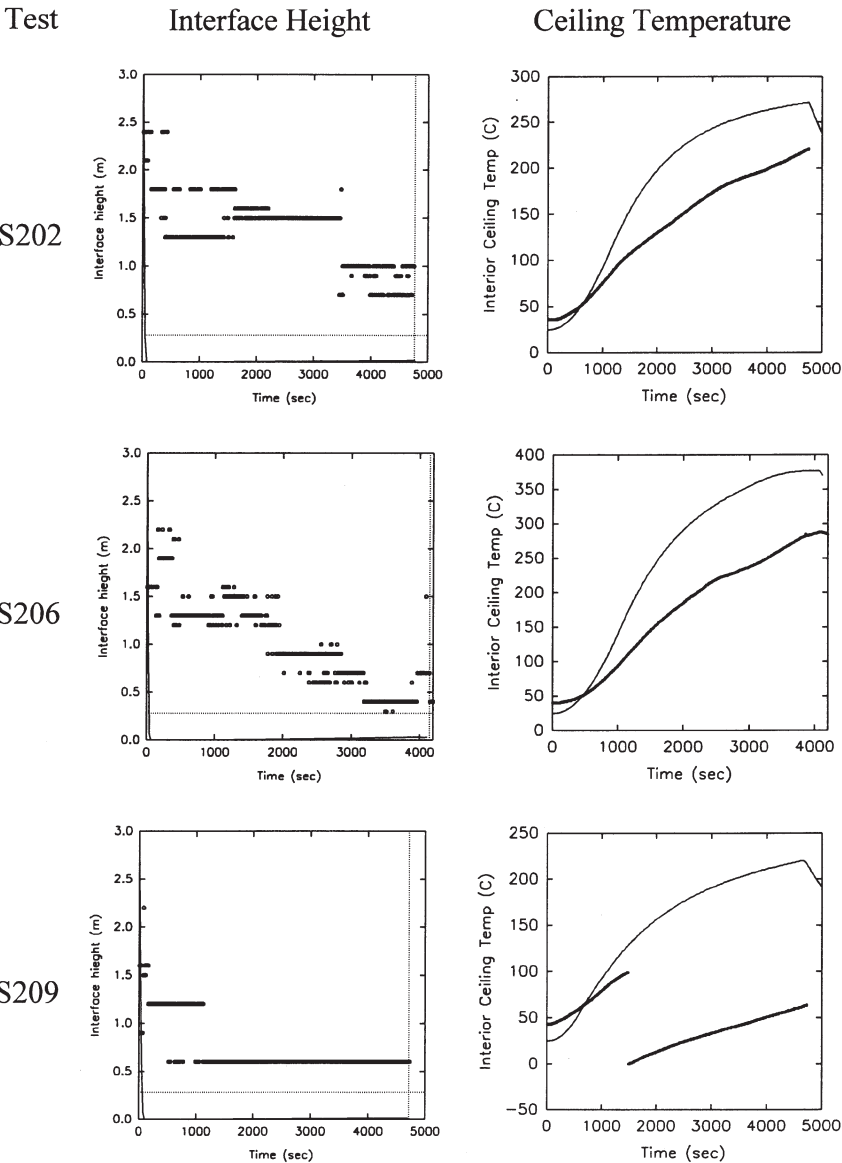 Test Interface Height Ceiling Temperature
S202
3.0
2.5
2.0
1.5
1.0
0.5
0.0
Interface hieght (m)
0 1000 2000 3000 4000 5000
Time (sec)
300
250
200
150
100
50
0
Interior Ceiling Temp (C)
0 1000 2000 3000 4000 5000
Time (sec)
S206
3.0
2.5
2.0
1.5
1.0
0.5
0.0
Interface hieght (m)
0 1000 2000 3000 4000
Time (sec)
400
350
300
250
200
150
100
50
0
Interior Ceiling Temp (C)
0 1000 2000 3000 4000
Time (sec)
S209
3.0
2.5
2.0
1.5
1.0
0.5
0.0
Interface hieght (m)
0 1000 2000 3000 4000 5000
Time (sec)
250
200
150
100
50
0
-50
Interior Ceiling Temp (C)
0 1000 2000 3000 4000 5000
Time (sec)